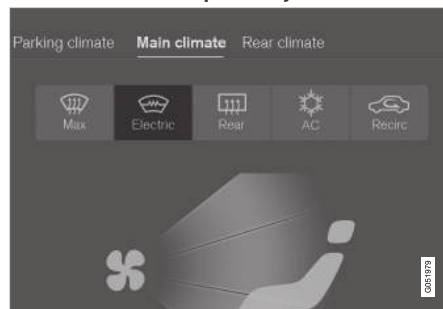 Parking climate Main climate Rear climate
Max Electric Rear AC Recirc
G051979